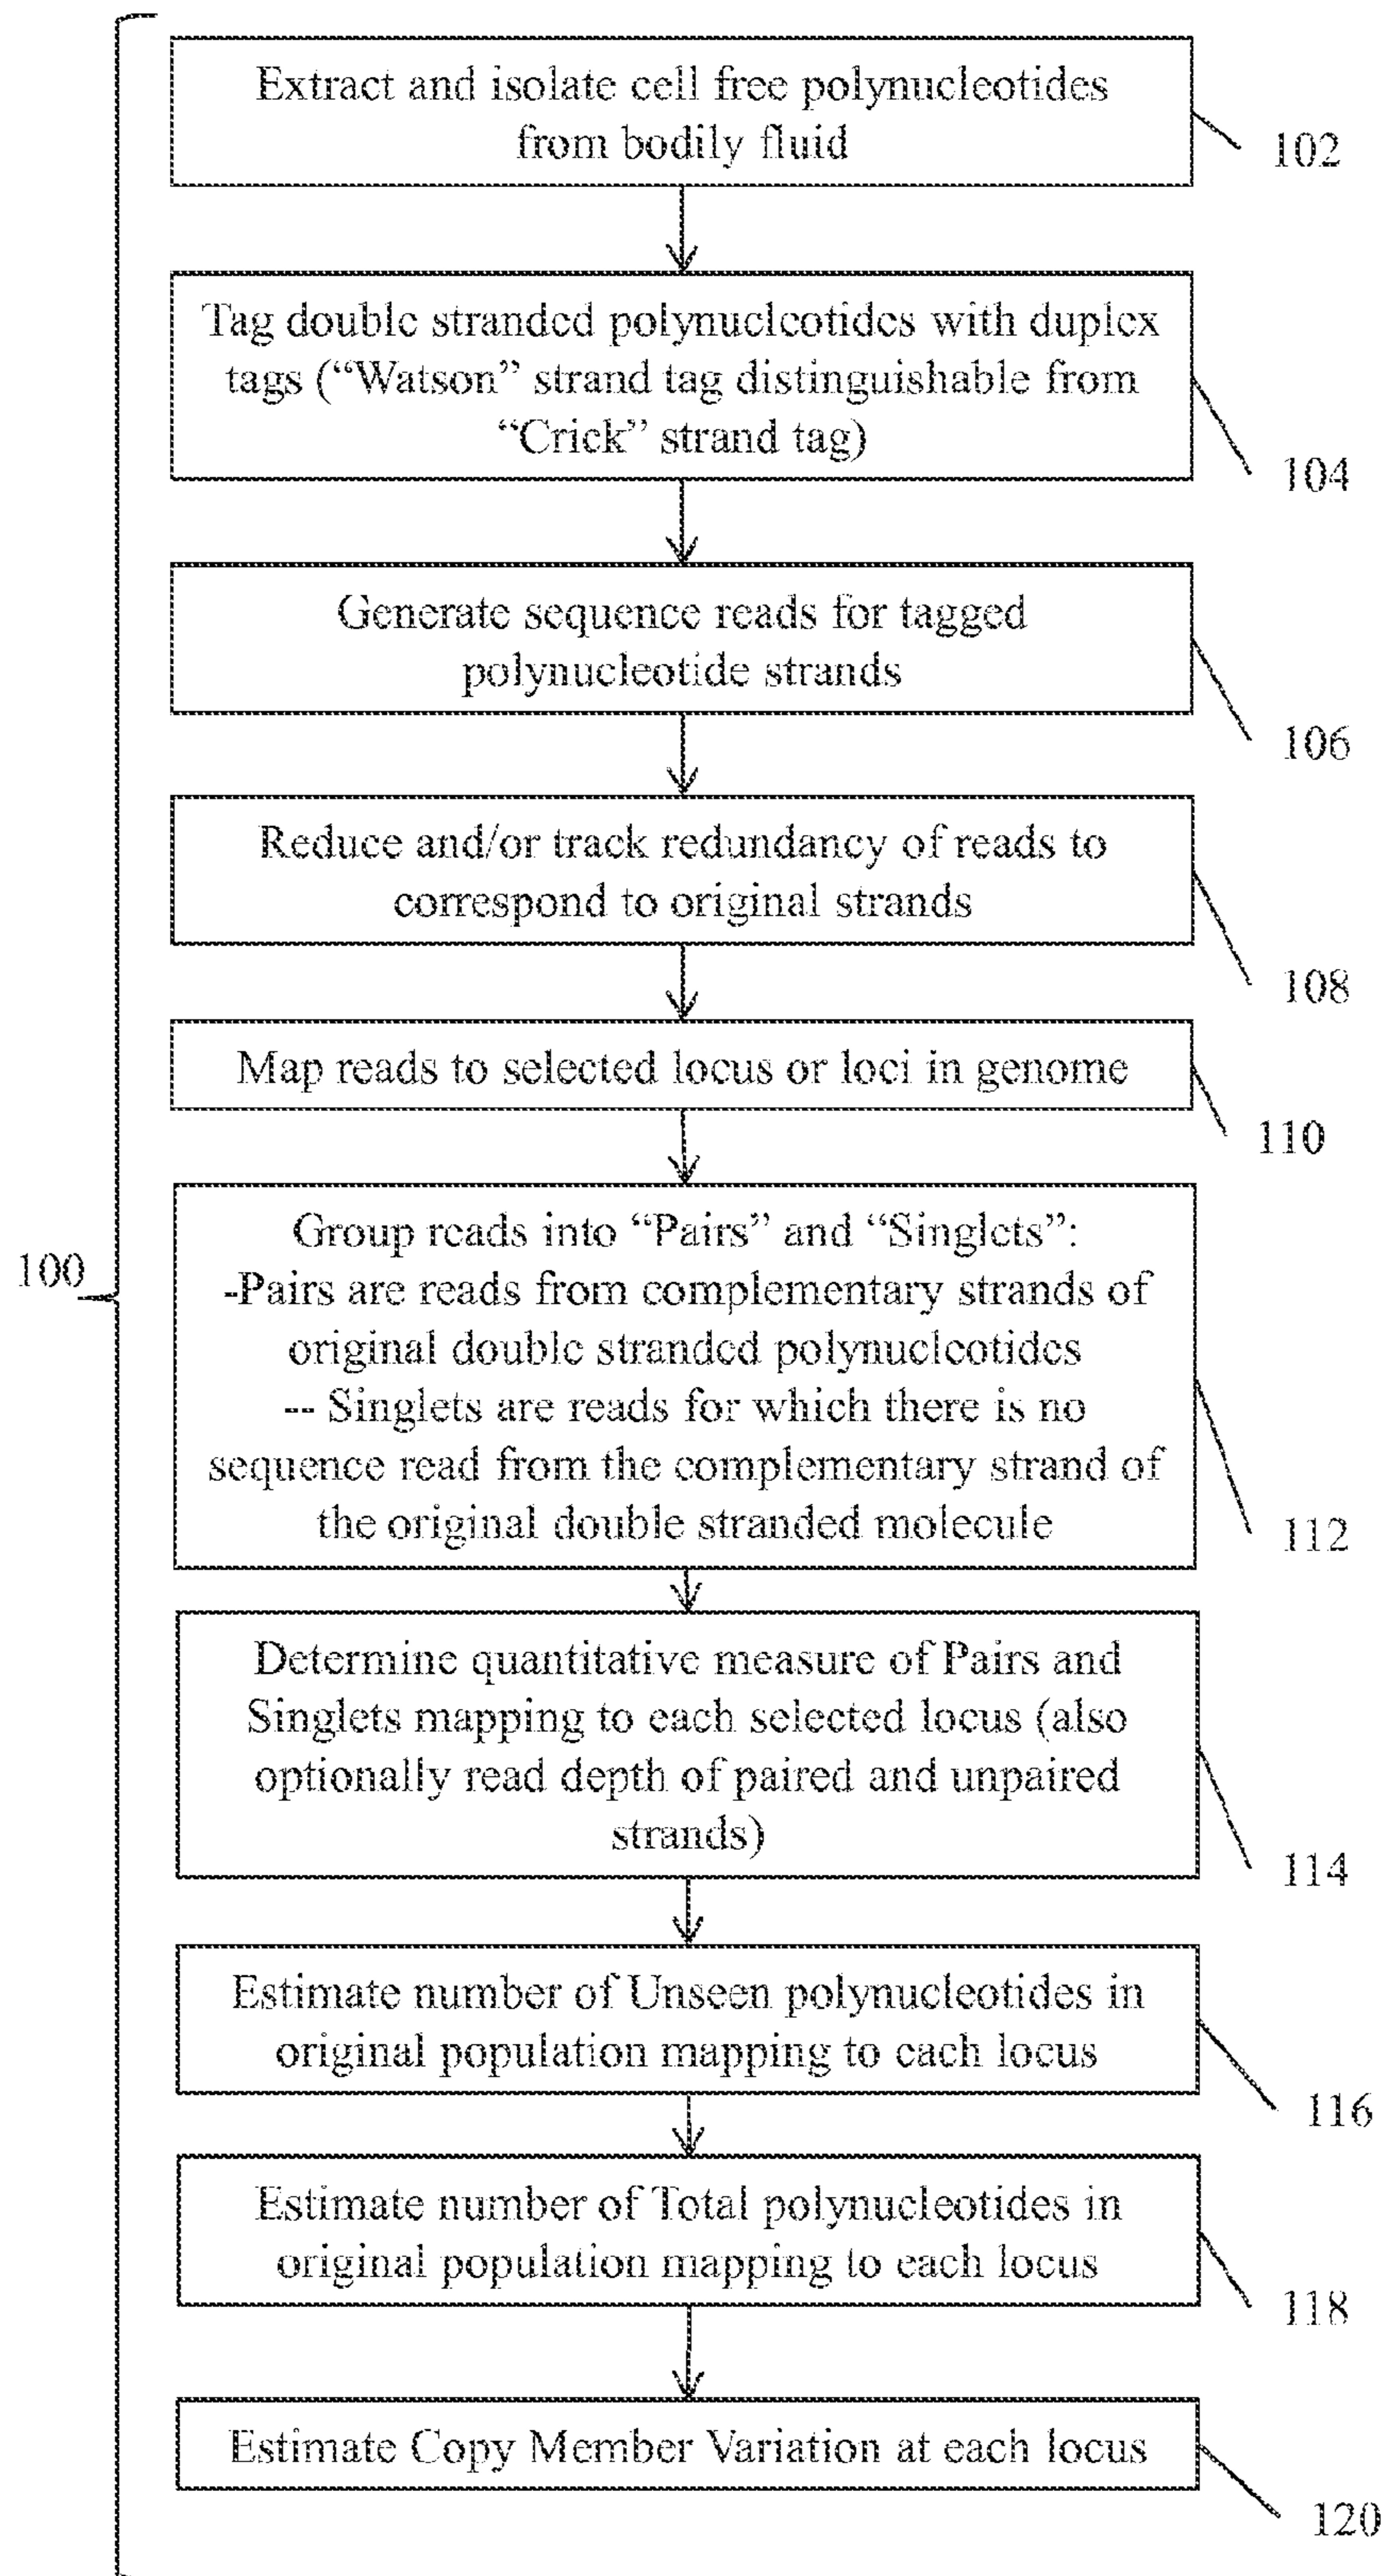 Extract and isolate cell free polynucleotides
from bodily fluid
102
Tag double stranded polynucleotides with duplex
tags (“Watson” strand tag distinguishable from
“Crick” strand tag)
104
Generate sequence reads for tagged
polynucleotide strands
106
Reduce and/or track redundancy of reads to
correspond to original strands
108
Map reads to selected locus or loci in genome
110
Group reads into “Pairs” and “Singlets”:
-Pairs are reads from complementary strands of
original double stranded polynucleotides
-- Singlets are reads for which there is no
sequence read from the complementary strand of
the original double stranded molecule
112
100
Determine quantitative measure of Pairs and
Singlets mapping to each selected locus (also
optionally read depth of paired and unpaired
strands)
114
Estimate number of Unseen polynucleotides in
original population mapping to each locus
116
Estimate number of Total polynucleotides in
original population mapping to each locus
118
Estimate Copy Member Variation at each locus
120